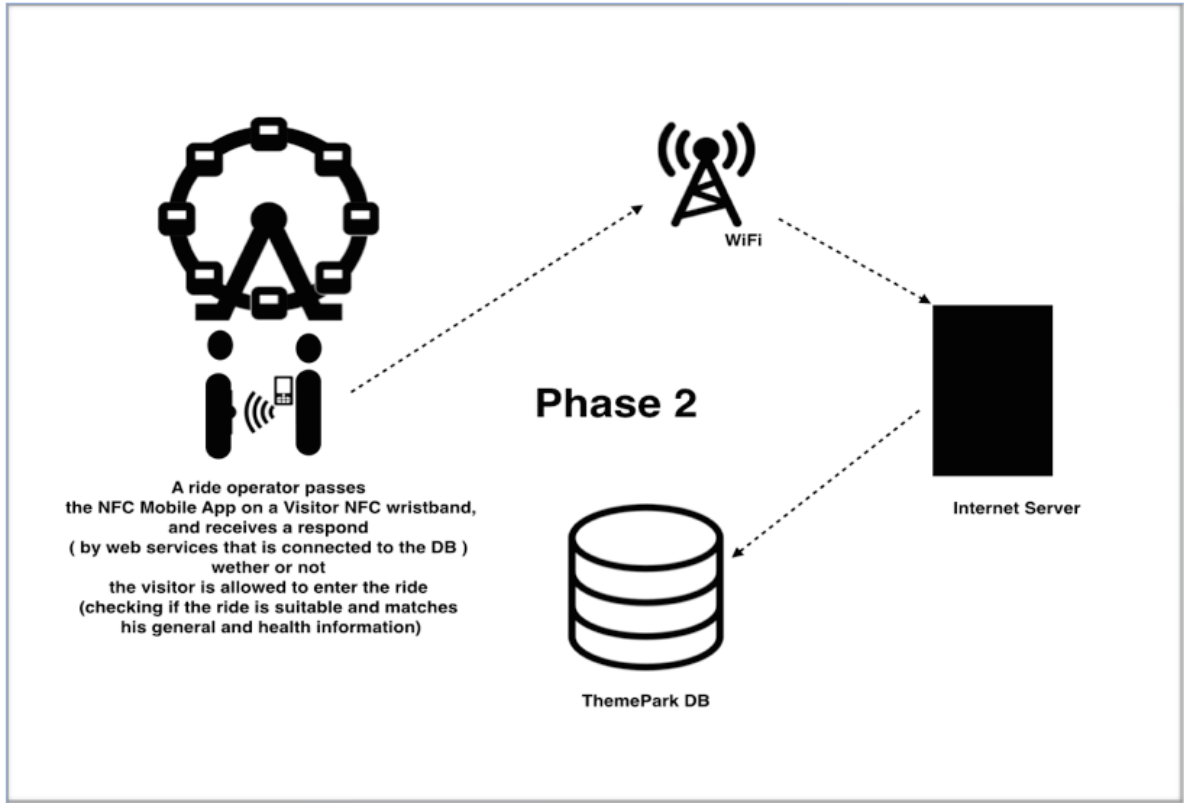 WiFi
Phase 2
A ride operator passes
the NFC Mobile App on a Visitor NFC wristband,
and receives a respond
( by web services that is connected to the DB )
wether or not
the visitor is allowed to enter the ride
(checking if the ride is suitable and matches
his general and health information)
Internet Server
ThemePark DB